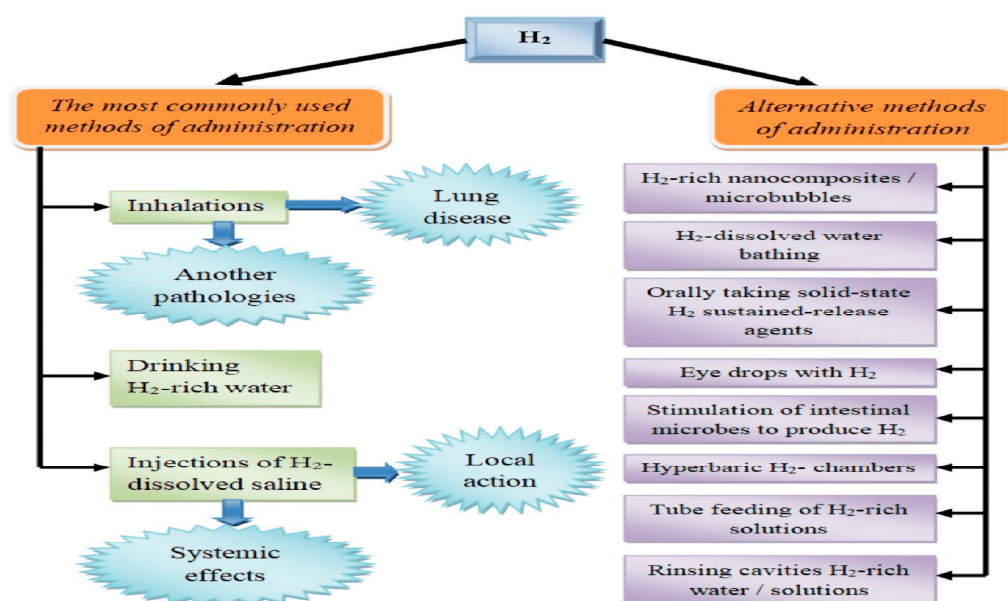 H₂
The most commonly used
methods of administration
Inhalations
Lung
disease
Another
pathologies
Drinking
H₂-rich water
Injections of H₂-
dissolved saline
Local
action
Systemic
effects
Alternative methods
of administration
H₂-rich nanocomposites /
microbubbles
H₂-dissolved water
bathing
Orally taking solid-state
H₂ sustained-release
agents
Eye drops with H₂
Stimulation of intestinal
microbes to produce H₂
Hyperbaric H₂- chambers
Tube feeding of H₂-rich
solutions
Rinsing cavities H₂-rich
water / solutions